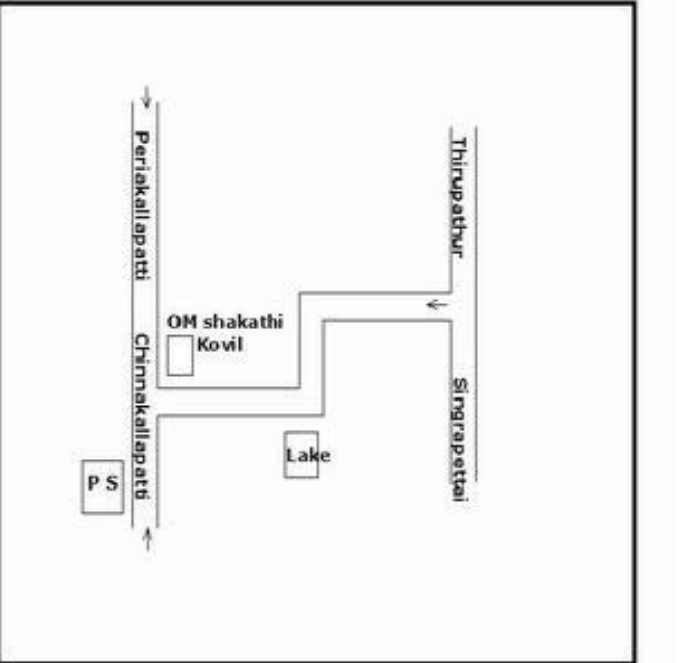 Periakallapatti
Thirupathur
OM shakathi
Kovil
Chinnakallapatti
Singrapettai
Lake
P S